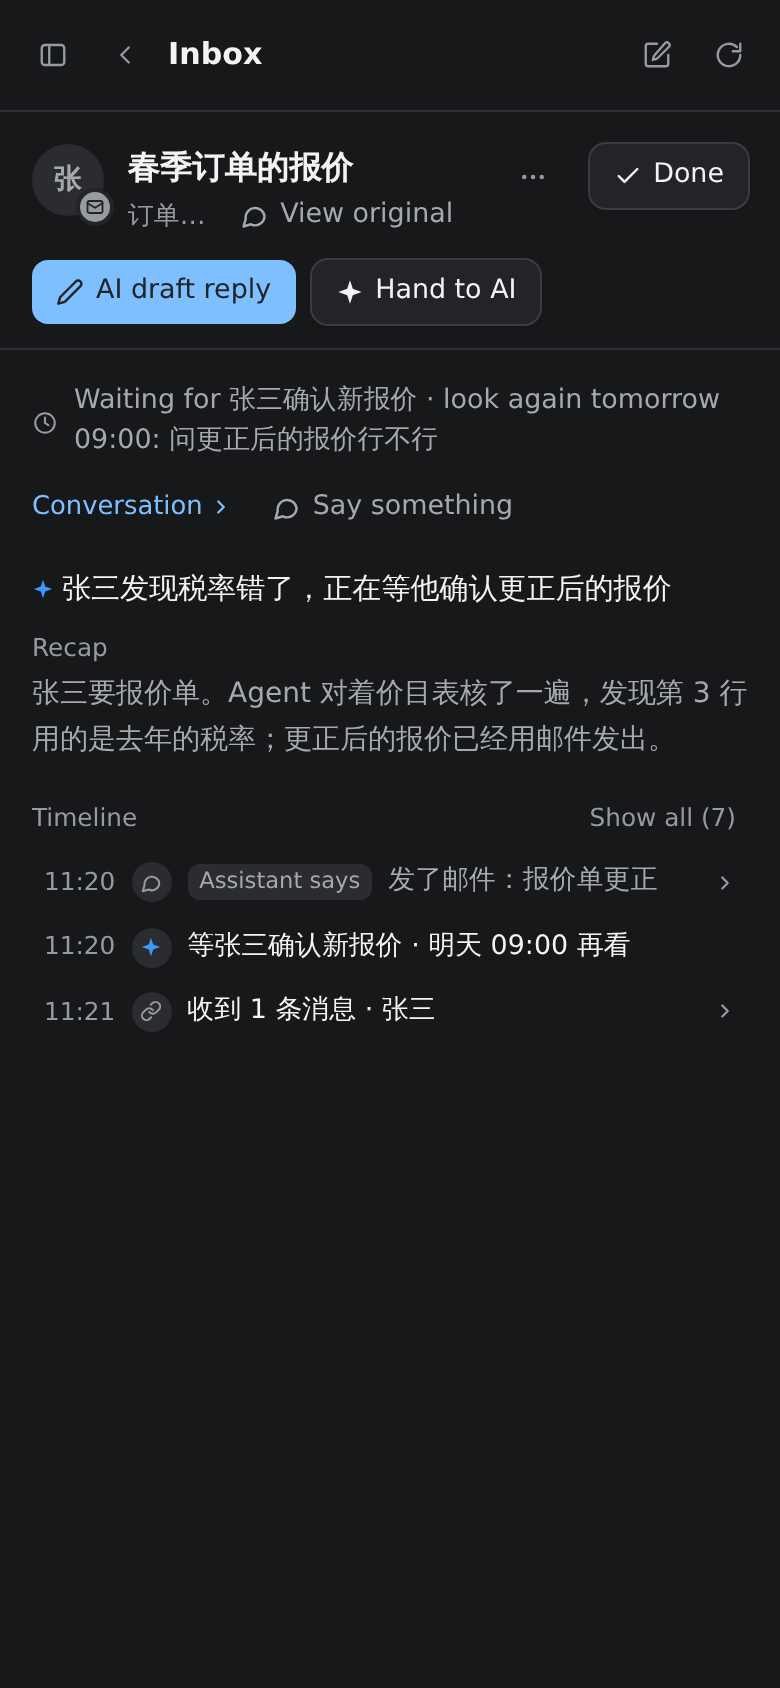 Inbox
张
春季订单的报价
Done
订单… View original
AI draft reply
Hand to AI
Waiting for 张三确认新报价 · look again tomorrow
09:00: 问更正后的报价行不行
Conversation
Say something
张三发现税率错了，正在等他确认更正后的报价
Recap
张三要报价单。Agent 对着价目表核了一遍，发现第 3 行
用的是去年的税率；更正后的报价已经用邮件发出。
Timeline
Show all (7)
11:20 Assistant says 发了邮件：报价单更正
11:20 等张三确认新报价 · 明天 09:00 再看
11:21 收到 1 条消息 · 张三